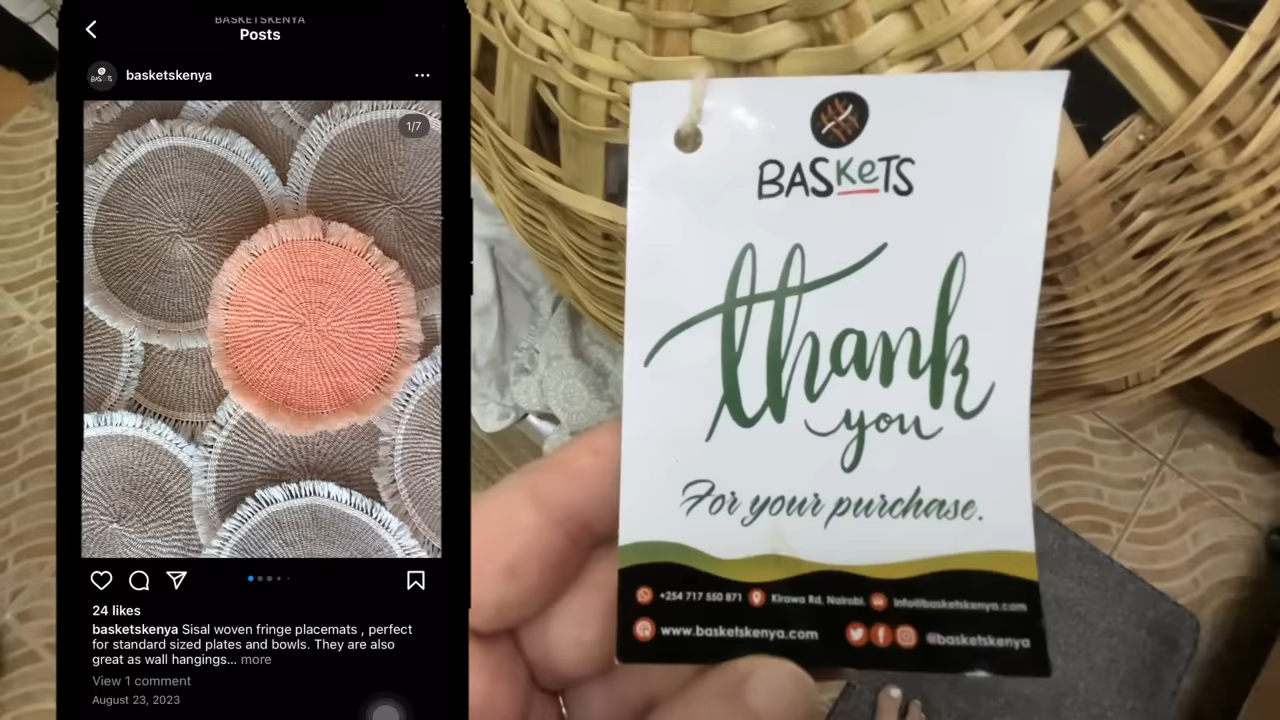 BASKETSKENYA
Posts
basketskenya
1/7
24 likes
basketskenya Sisal woven fringe placemats , perfect
for standard sized plates and bowls. They are also
great as wall hangings... more
View 1 comment
August 23, 2023
BASKeTS
thank
you
For your purchase.
+254 717 550 871 Kirawa Rd, Nairobi. info@basketskenya.com
www.basketskenya.com @basketskenya